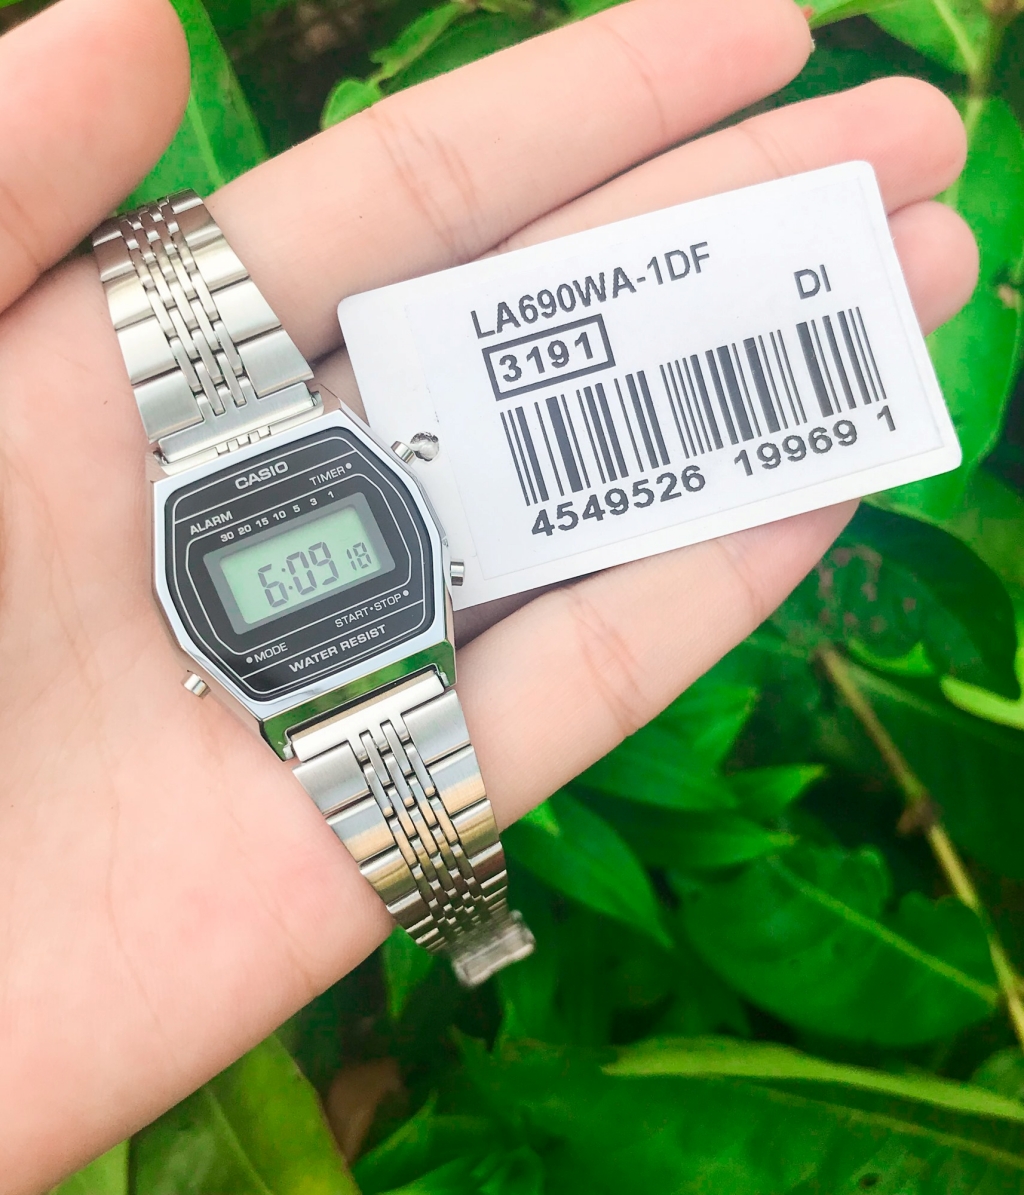 CASIO
TIMER
ALARM
30 20 15 10 5 3 1
6:09 18
START•STOP
MODE
WATER RESIST
LA690WA-1DF
3191
DI
4549526 19969 1